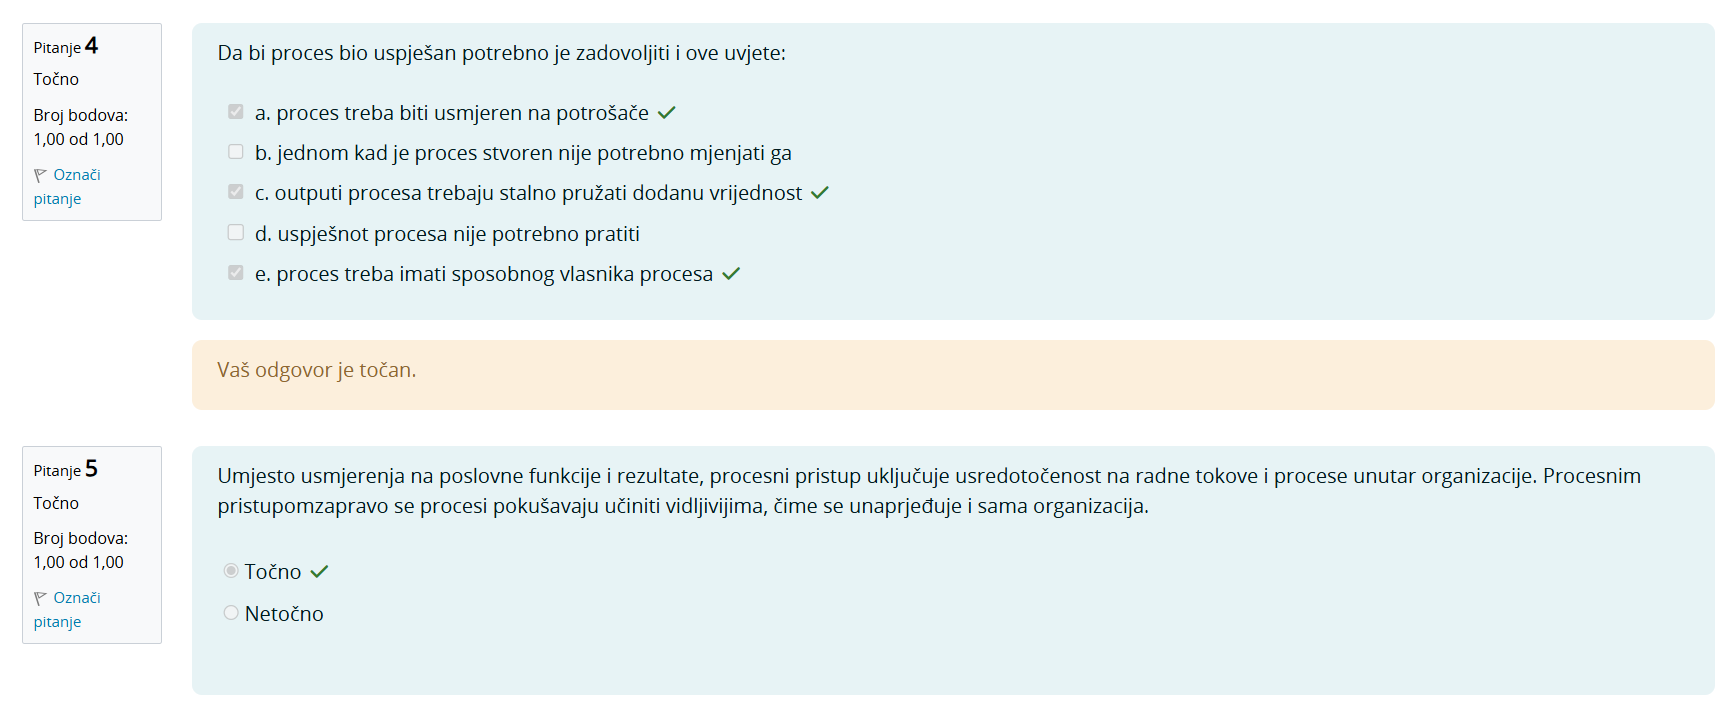 Pitanje 4
Točno
Broj bodova:
1,00 od 1,00
Označi
pitanje
Da bi proces bio uspješan potrebno je zadovoljiti i ove uvjete:
a. proces treba biti usmjeren na potrošače
b. jednom kad je proces stvoren nije potrebno mjenjati ga
c. outputi procesa trebaju stalno pružati dodanu vrijednost
d. uspješnot procesa nije potrebno pratiti
e. proces treba imati sposobnog vlasnika procesa
Vaš odgovor je točan.
Pitanje 5
Točno
Broj bodova:
1,00 od 1,00
Označi
pitanje
Umjesto usmjerenja na poslovne funkcije i rezultate, procesni pristup uključuje usredotočenost na radne tokove i procese unutar organizacije. Procesnim
pristupomzapravo se procesi pokušavaju učiniti vidljivijima, čime se unaprjeđuje i sama organizacija.
Točno
Netočno